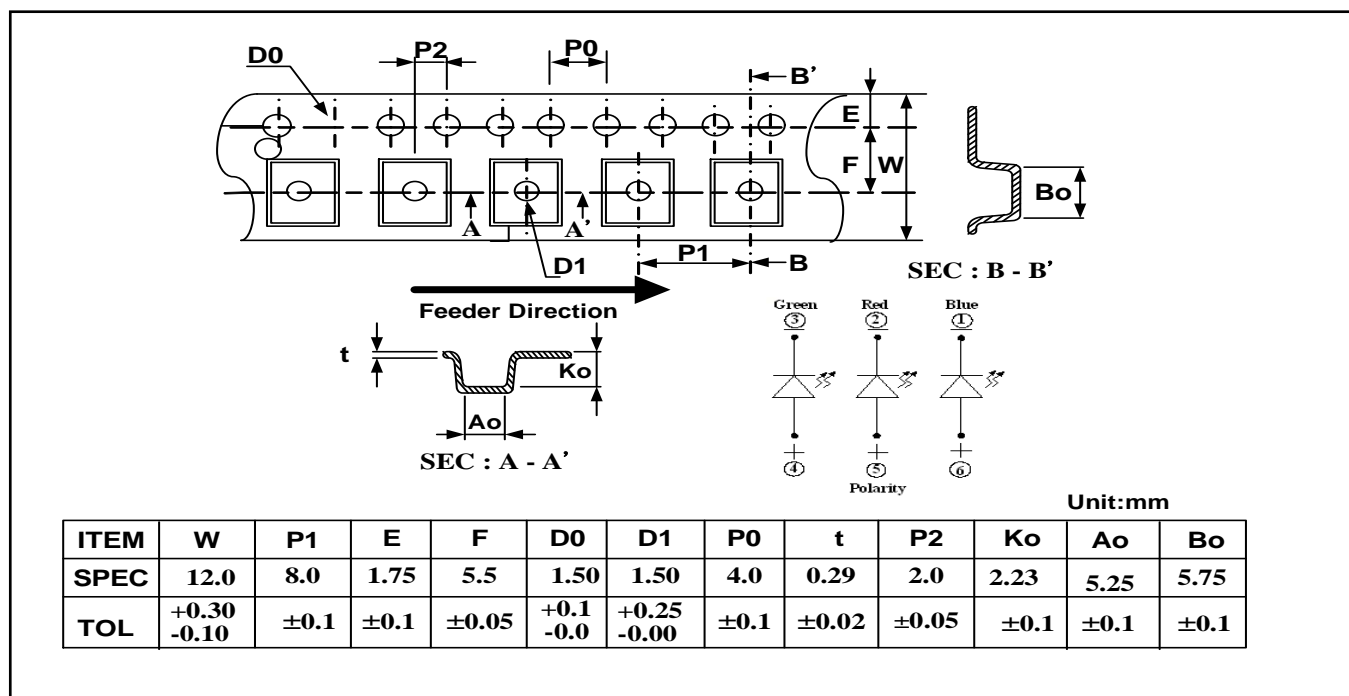 P2 P0
D0 B'
E
F W
Bo
A A'
P1
D1 B
SEC : B - B'
Feeder Direction
Green Red Blue
③ ② ①
t
Ko
Ao
SEC : A - A'
+ + +
④ ⑤ ⑥
Polarity
Unit:mm
ITEM W P1 E F D0 D1 P0 t P2 Ko Ao Bo
SPEC 12.0 8.0 1.75 5.5 1.50 1.50 4.0 0.29 2.0 2.23 5.25 5.75
TOL +0.30 -0.10 ±0.1 ±0.1 ±0.05 +0.1 -0.0 +0.25 -0.00 ±0.1 ±0.02 ±0.05 ±0.1 ±0.1 ±0.1